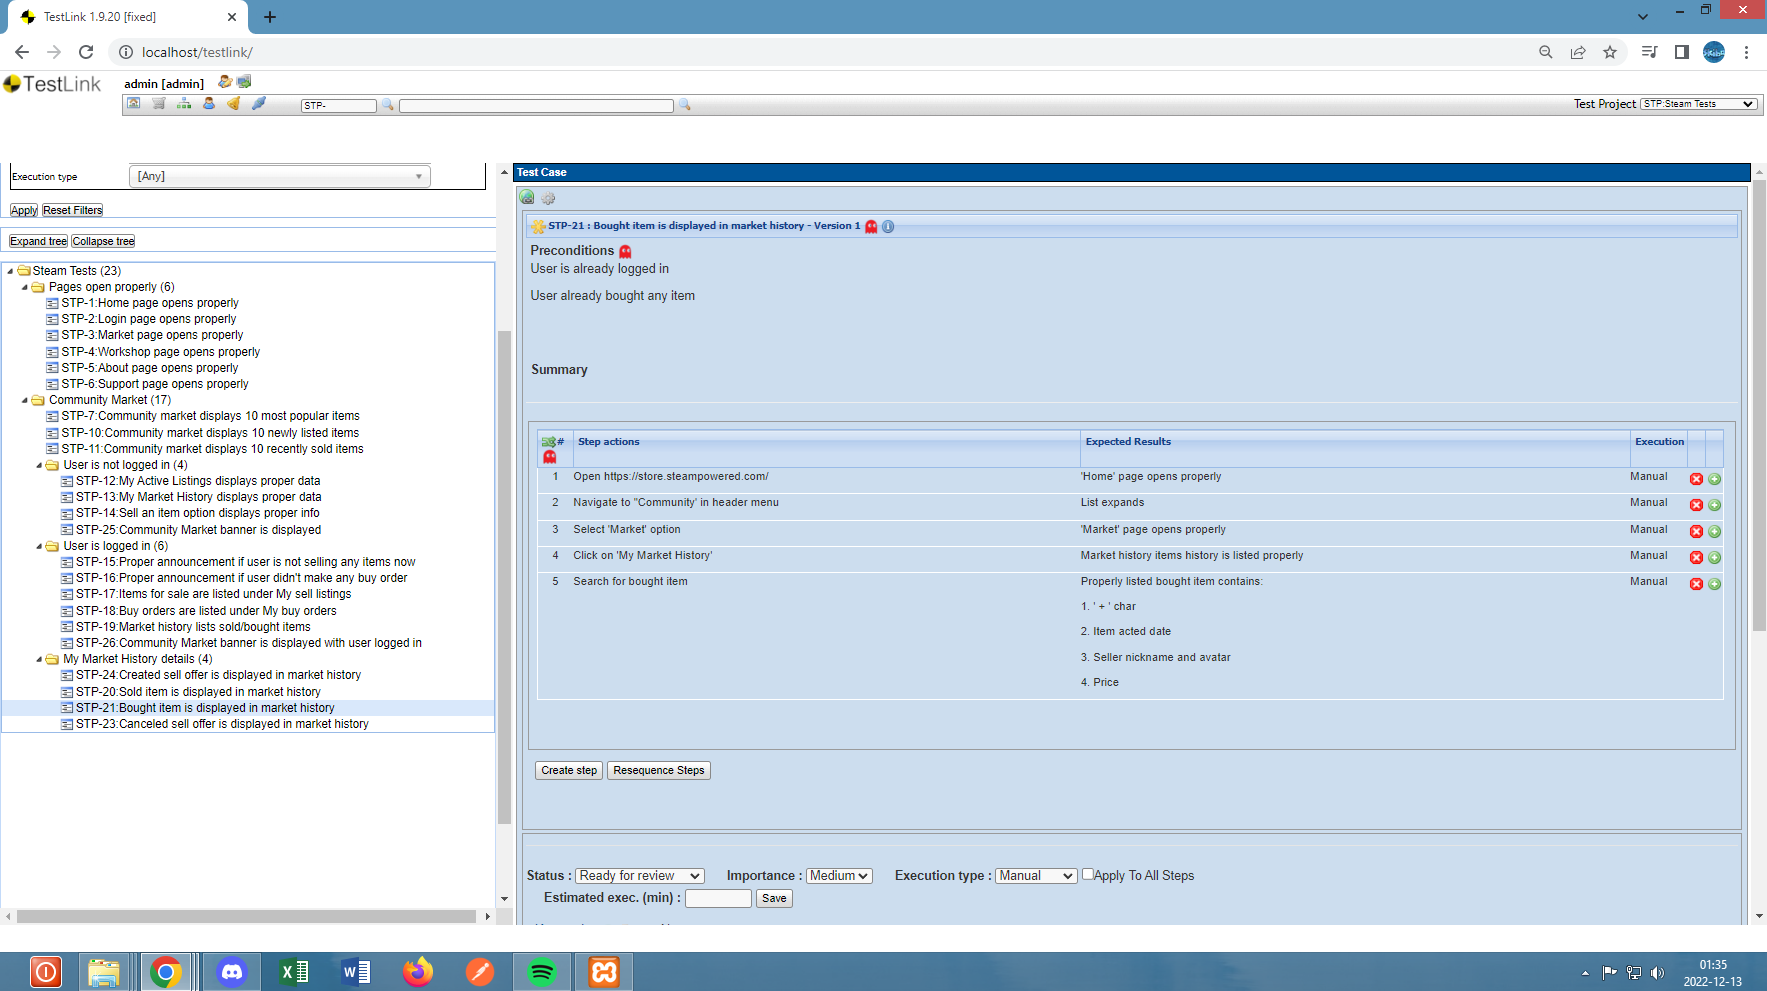 TestLink 1.9.20 [fixed]
localhost/testlink/
TestLink
admin [admin]
STP-
Test Project
STP:Steam Tests
Execution type
[Any]
Apply
Reset Filters
Expand tree
Collapse tree
Steam Tests (23)
Pages open properly (6)
STP-1:Home page opens properly
STP-2:Login page opens properly
STP-3:Market page opens properly
STP-4:Workshop page opens properly
STP-5:About page opens properly
STP-6:Support page opens properly
Community Market (17)
STP-7:Community market displays 10 most popular items
STP-10:Community market displays 10 newly listed items
STP-11:Community market displays 10 recently sold items
User is not logged in (4)
STP-12:My Active Listings displays proper data
STP-13:My Market History displays proper data
STP-14:Sell an item option displays proper info
STP-25:Community Market banner is displayed
User is logged in (6)
STP-15:Proper announcement if user is not selling any items now
STP-16:Proper announcement if user didn't make any buy order
STP-17:Items for sale are listed under My sell listings
STP-18:Buy orders are listed under My buy orders
STP-19:Market history lists sold/bought items
STP-26:Community Market banner is displayed with user logged in
My Market History details (4)
STP-24:Created sell offer is displayed in market history
STP-20:Sold item is displayed in market history
STP-21:Bought item is displayed in market history
STP-23:Canceled sell offer is displayed in market history
Test Case
STP-21 : Bought item is displayed in market history - Version 1
Preconditions
User is already logged in
User already bought any item
Summary
# Step actions Expected Results Execution
1 Open https://store.steampowered.com/ 'Home' page opens properly Manual
2 Navigate to "Community' in header menu List expands Manual
3 Select 'Market' option 'Market' page opens properly Manual
4 Click on 'My Market History' Market history items history is listed properly Manual
5 Search for bought item Properly listed bought item contains: Manual
1. ' + ' char
2. Item acted date
3. Seller nickname and avatar
4. Price
Create step
Resequence Steps
Status : Ready for review Importance : Medium Execution type : Manual Apply To All Steps
Estimated exec. (min) : Save
01:35
2022-12-13